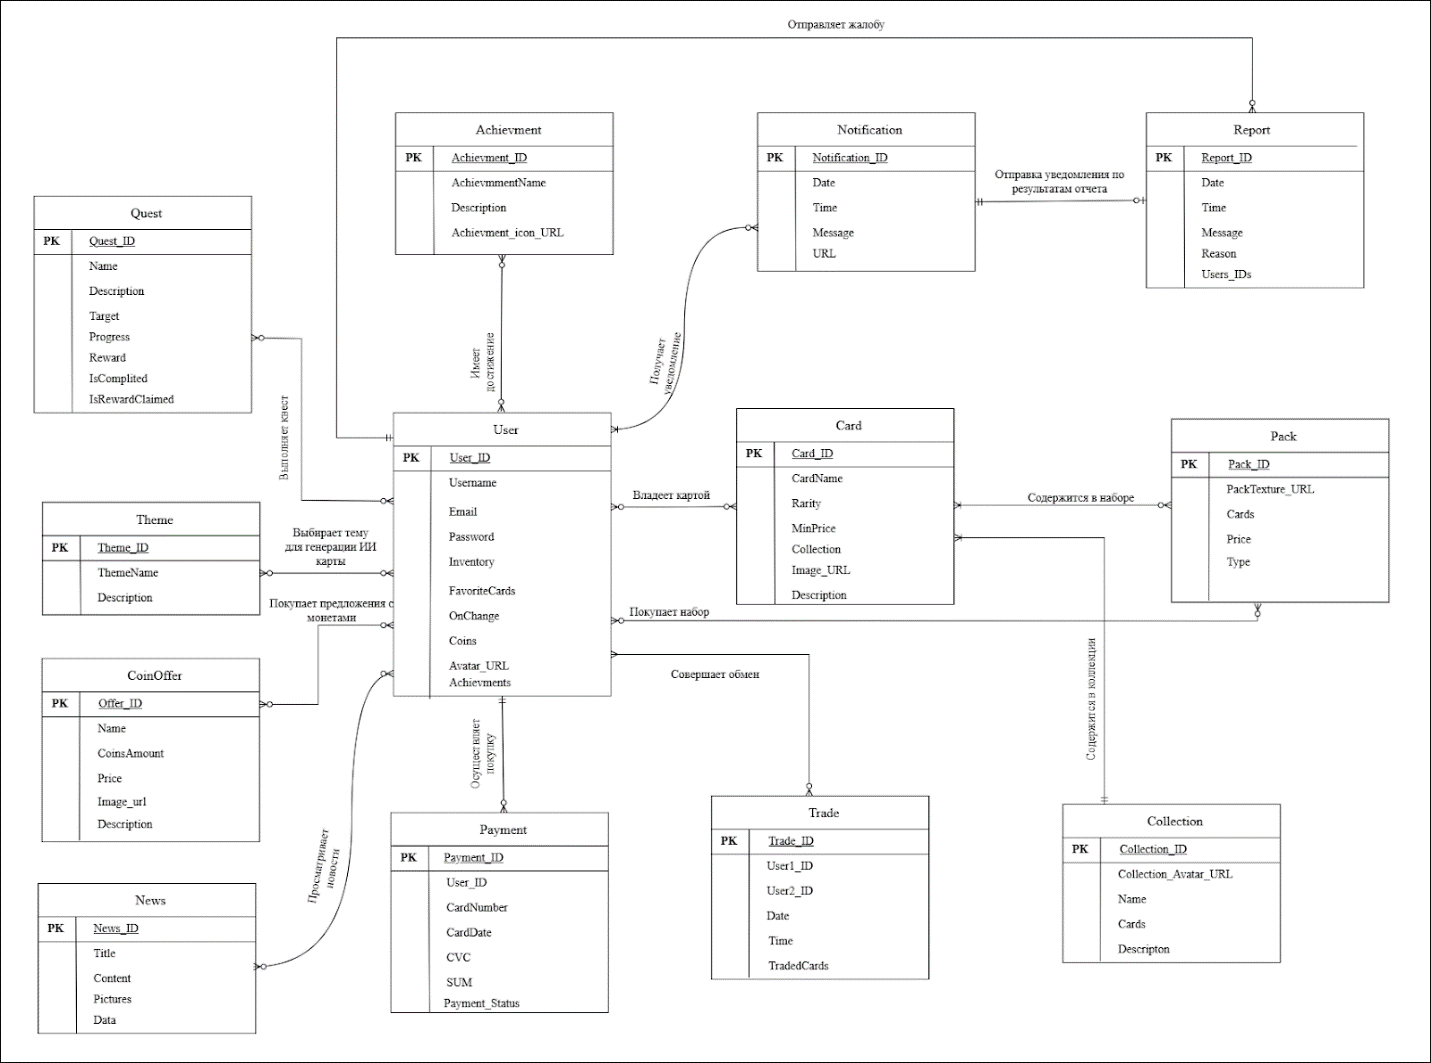 Отправляет жалобу
Achievment
PK Achievment_ID
AchievmmentName
Description
Achievment_icon_URL
Notification
PK Notification_ID
Date
Time
Message
URL
Отправка уведомления по
результатам отчета
Report
PK Report_ID
Date
Time
Message
Reason
Users_IDs
Quest
PK Quest_ID
Name
Description
Target
Progress
Reward
IsComplited
IsRewardClaimed
Выполняет квест
Имеет
достижение
Получает
уведомление
User
PK User_ID
Username
Email
Password
Inventory
FavoriteCards
OnChange
Coins
Avatar_URL
Achievments
Владеет картой
Card
PK Card_ID
CardName
Rarity
MinPrice
Collection
Image_URL
Description
Содержится в наборе
Pack
PK Pack_ID
PackTexture_URL
Cards
Price
Type
Theme
PK Theme_ID
ThemeName
Description
Выбирает тему
для генерации ИИ
карты
Покупает предложения с
монетами
Покупает набор
Совершает обмен
Содержится в коллекции
CoinOffer
PK Offer_ID
Name
CoinsAmount
Price
Image_url
Description
Осуществляет
покупку
Просматривает
новости
News
PK News_ID
Title
Content
Pictures
Data
Payment
PK Payment_ID
User_ID
CardNumber
CardDate
CVC
SUM
Payment_Status
Trade
PK Trade_ID
User1_ID
User2_ID
Date
Time
TradedCards
Collection
PK Collection_ID
Collection_Avatar_URL
Name
Cards
Descripton